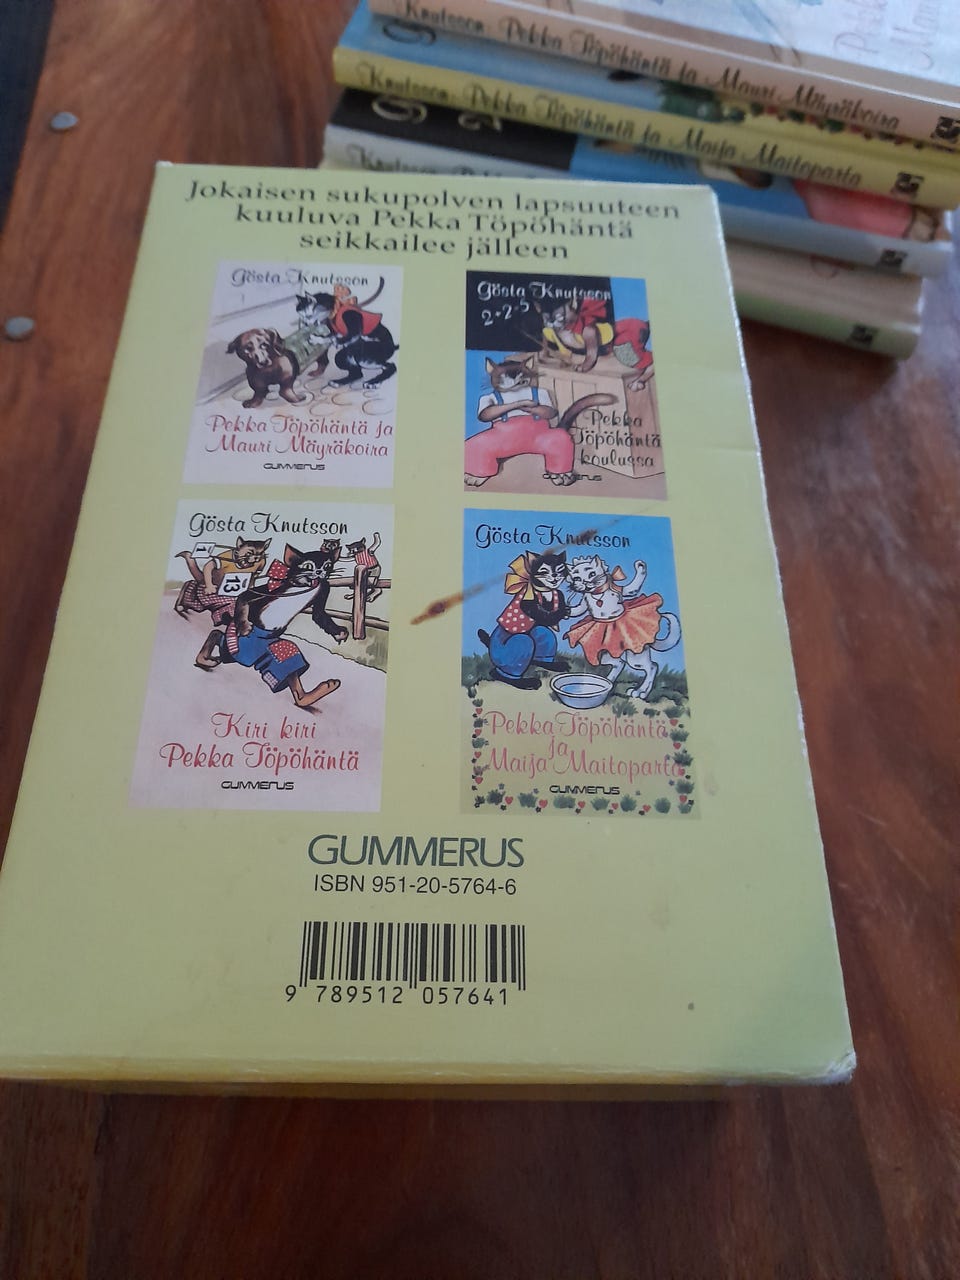 Knutsson: Pekka Töpöhäntä ja Mauri Mäyräkoira
Knutsson: Pekka Töpöhäntä ja Maija Maitoparta
Jokaisen sukupolven lapsuuteen
kuuluva Pekka Töpöhäntä
seikkailee jälleen
Gösta Knutsson
Pekka Töpöhäntä ja
Mauri Mäyräkoira
GUMMERUS
Gösta Knutsson
2+2=5
Pekka
Töpöhäntä
koulussa
GUMMERUS
Gösta Knutsson
13
Kiri kiri
Pekka Töpöhäntä
GUMMERUS
Gösta Knutsson
Pekka Töpöhäntä
ja
Maija Maitoparta
GUMMERUS
GUMMERUS
ISBN 951-20-5764-6
9 789512 057641